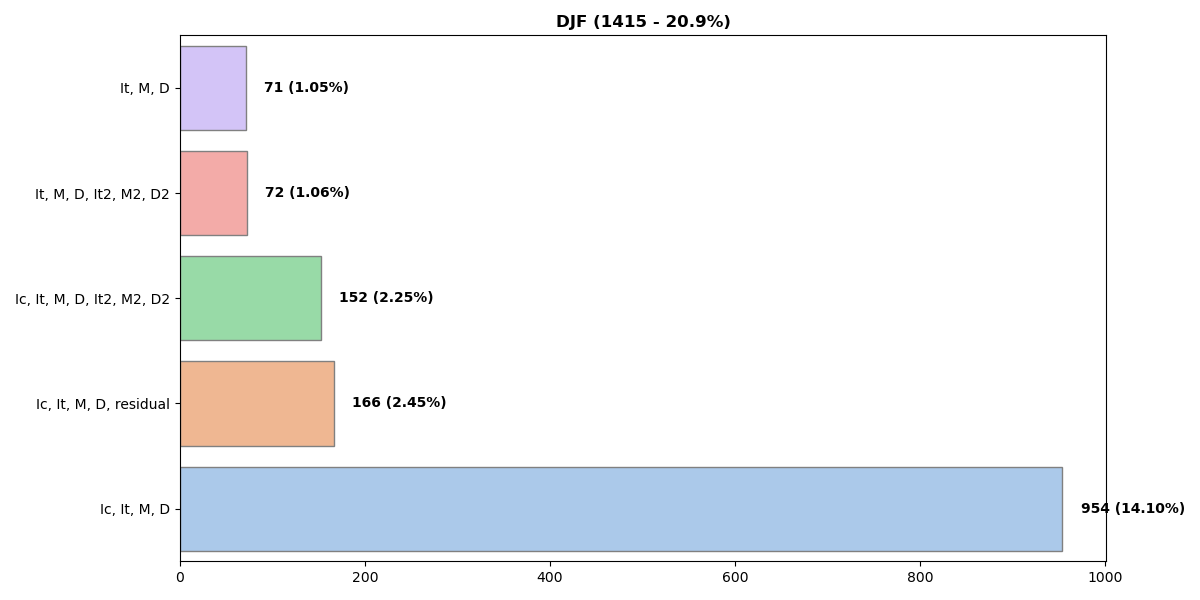 DJF (1415 - 20.9%)
It, M, D
71 (1.05%)
It, M, D, It2, M2, D2
72 (1.06%)
Ic, It, M, D, It2, M2, D2
152 (2.25%)
Ic, It, M, D, residual
166 (2.45%)
Ic, It, M, D
954 (14.10%)
0 200 400 600 800 1000